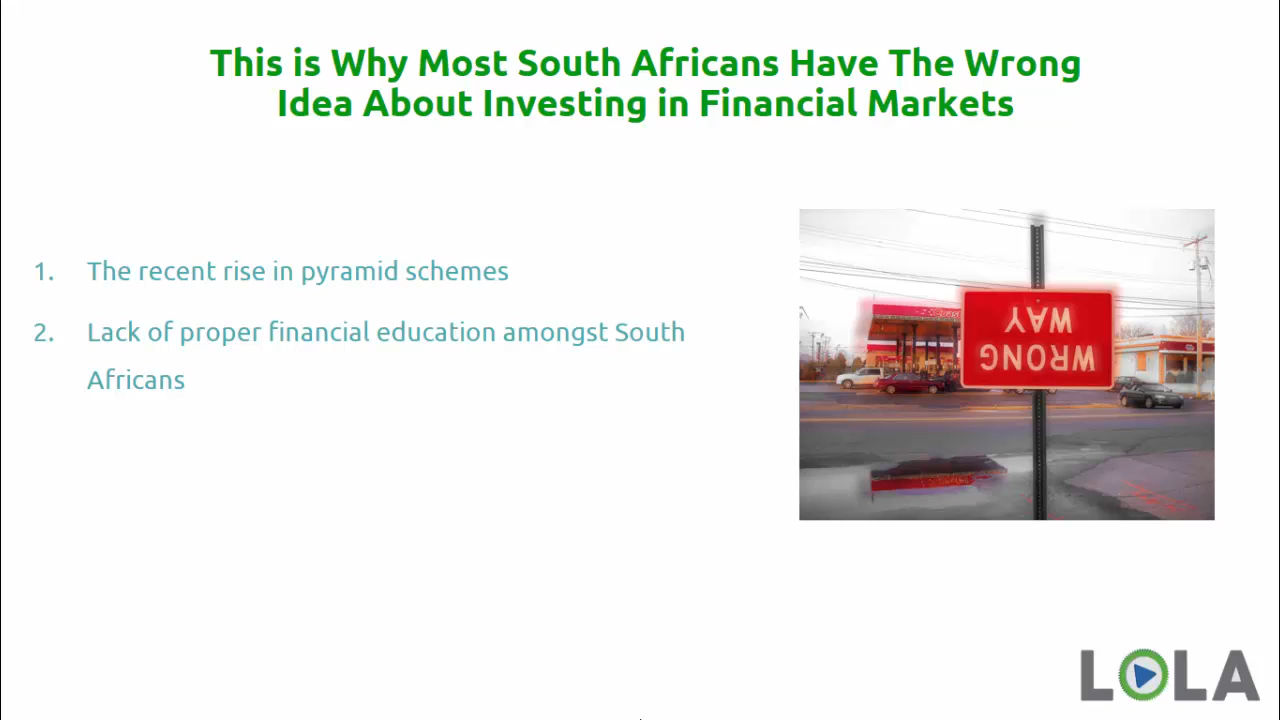 This is Why Most South Africans Have The Wrong
Idea About Investing in Financial Markets
1. The recent rise in pyramid schemes
2. Lack of proper financial education amongst South
Africans
WRONG
WAY
LOLA